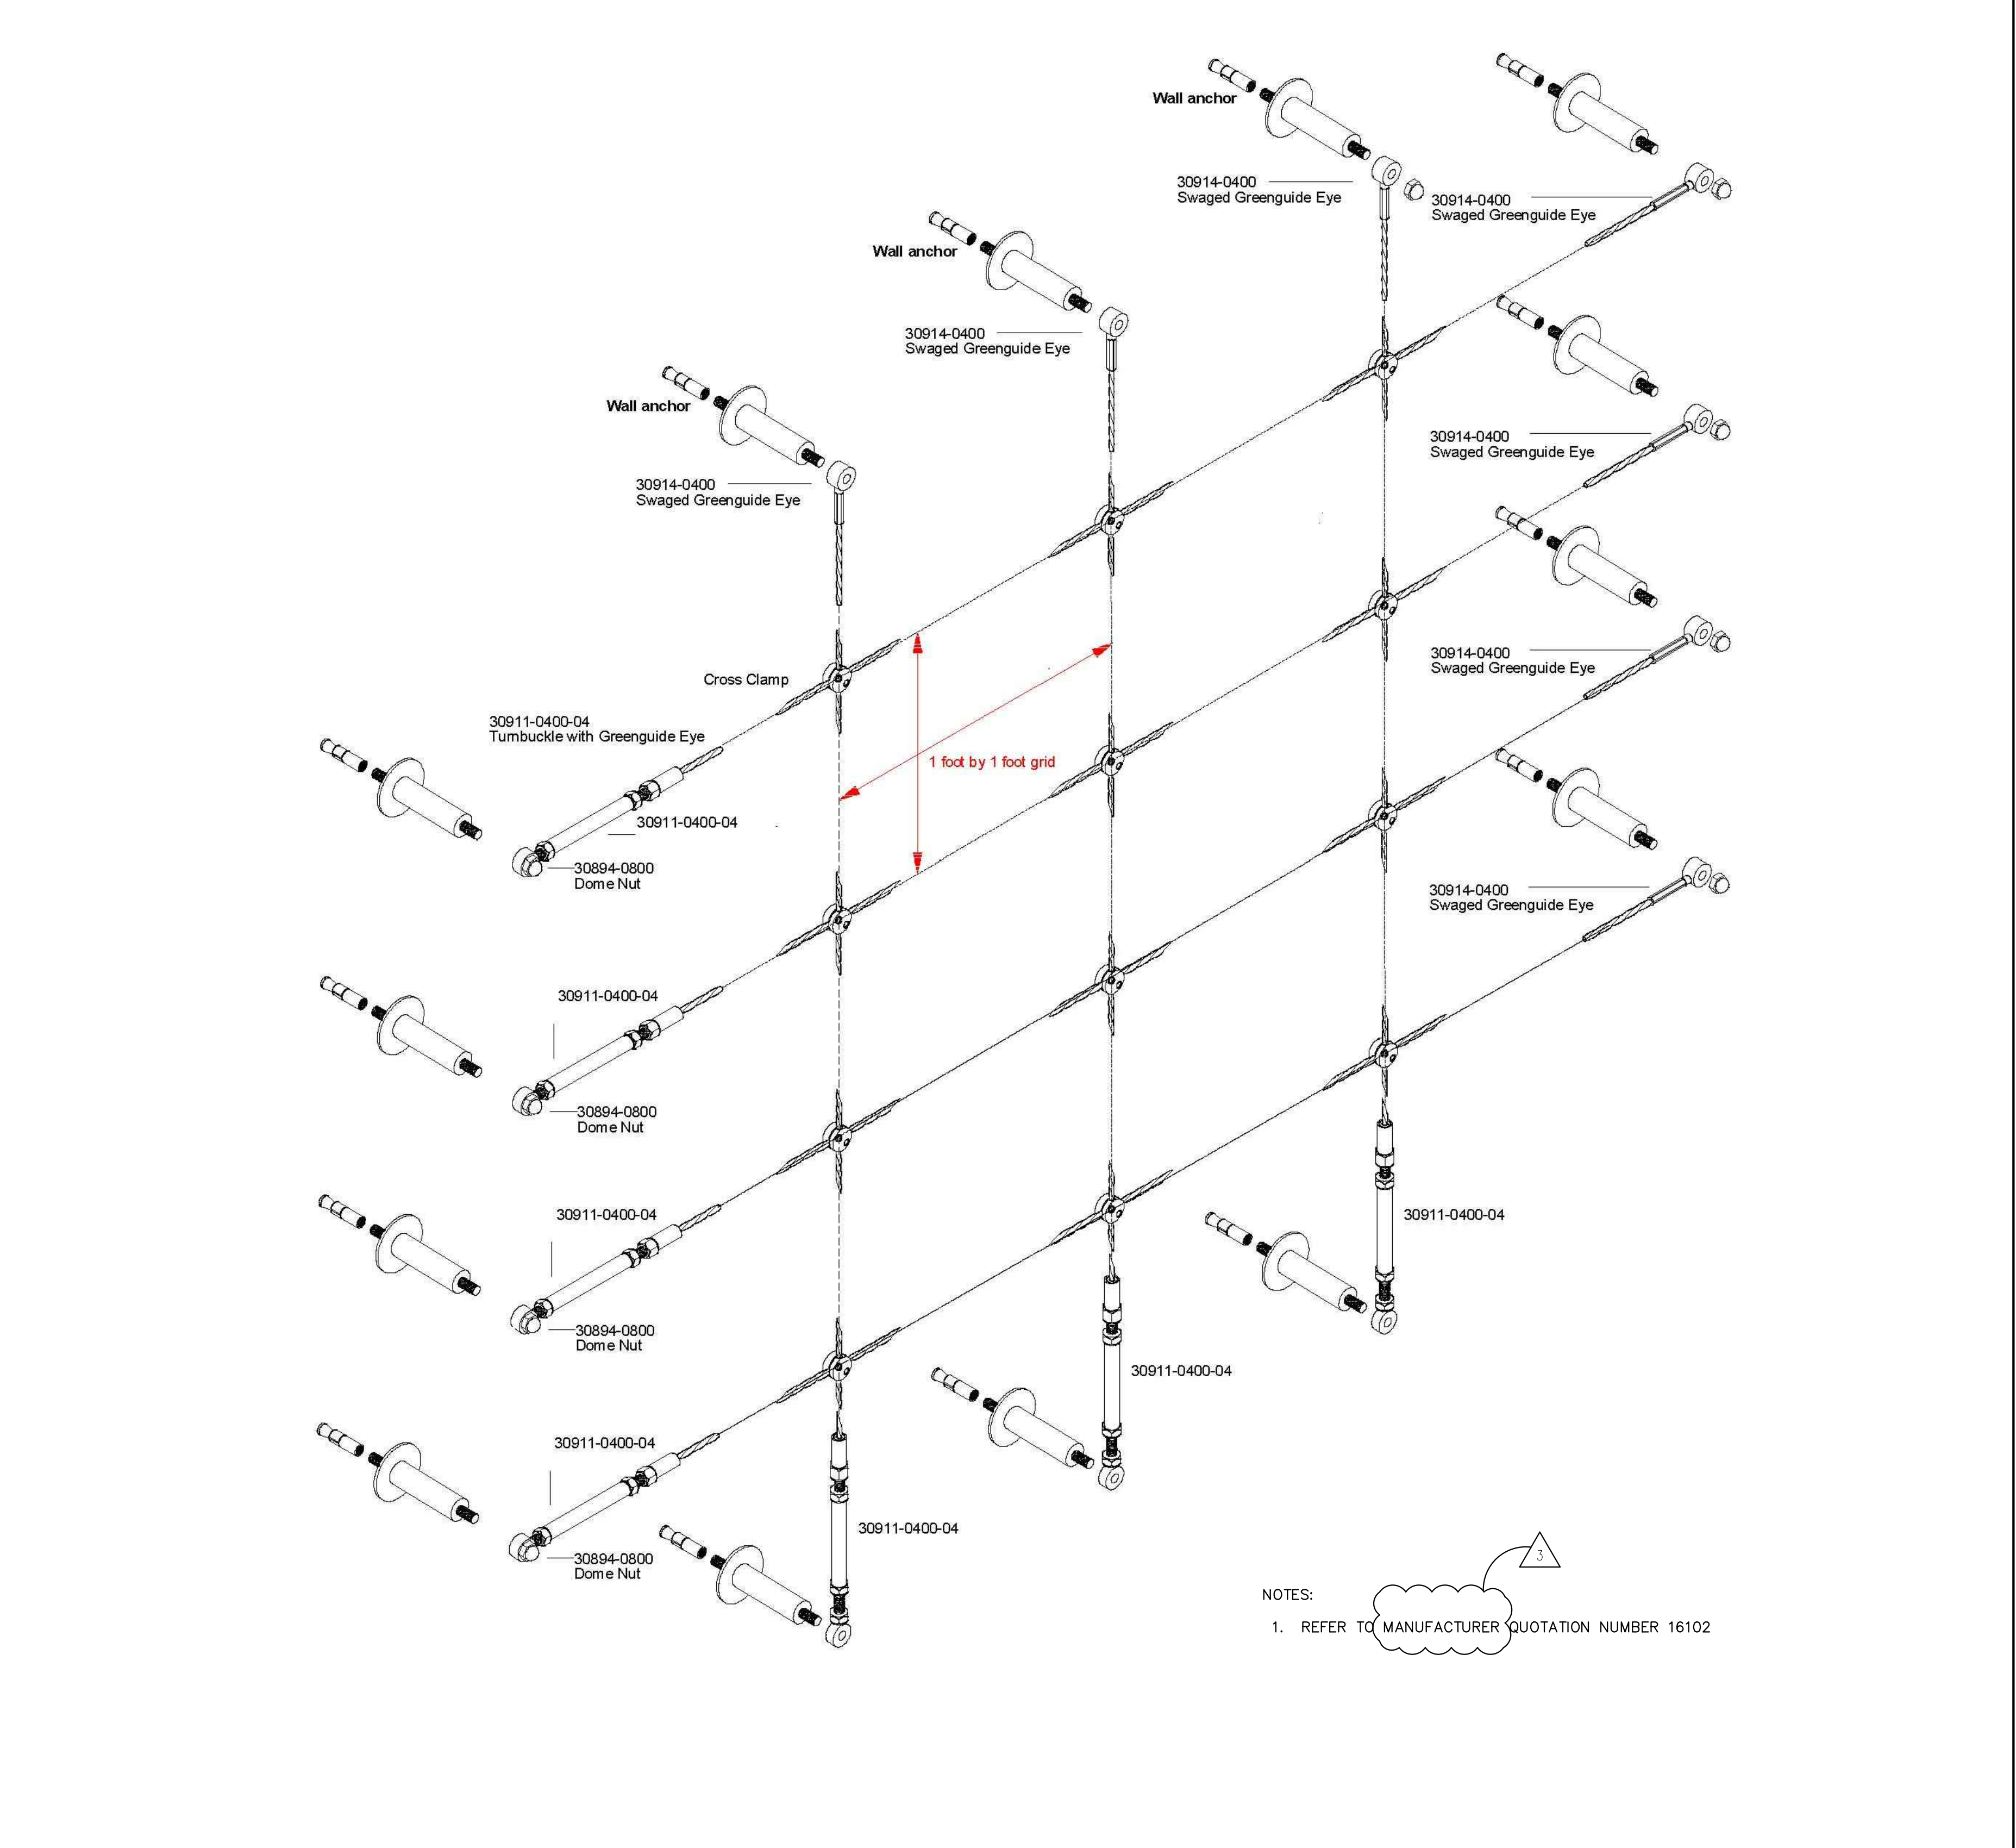 Wall anchor
30914-0400
Swaged Greenguide Eye
30914-0400
Swaged Greenguide Eye
Wall anchor
30914-0400
Swaged Greenguide Eye
Wall anchor
30914-0400
Swaged Greenguide Eye
30914-0400
Swaged Greenguide Eye
30914-0400
Swaged Greenguide Eye
Cross Clamp
30911-0400-04
Turnbuckle with Greenguide Eye
1 foot by 1 foot grid
30911-0400-04
30894-0800
Dome Nut
30914-0400
Swaged Greenguide Eye
30911-0400-04
30894-0800
Dome Nut
30911-0400-04
30911-0400-04
30894-0800
Dome Nut
30911-0400-04
30911-0400-04
30911-0400-04
30894-0800
Dome Nut
3
NOTES:
1. REFER TO MANUFACTURER QUOTATION NUMBER 16102